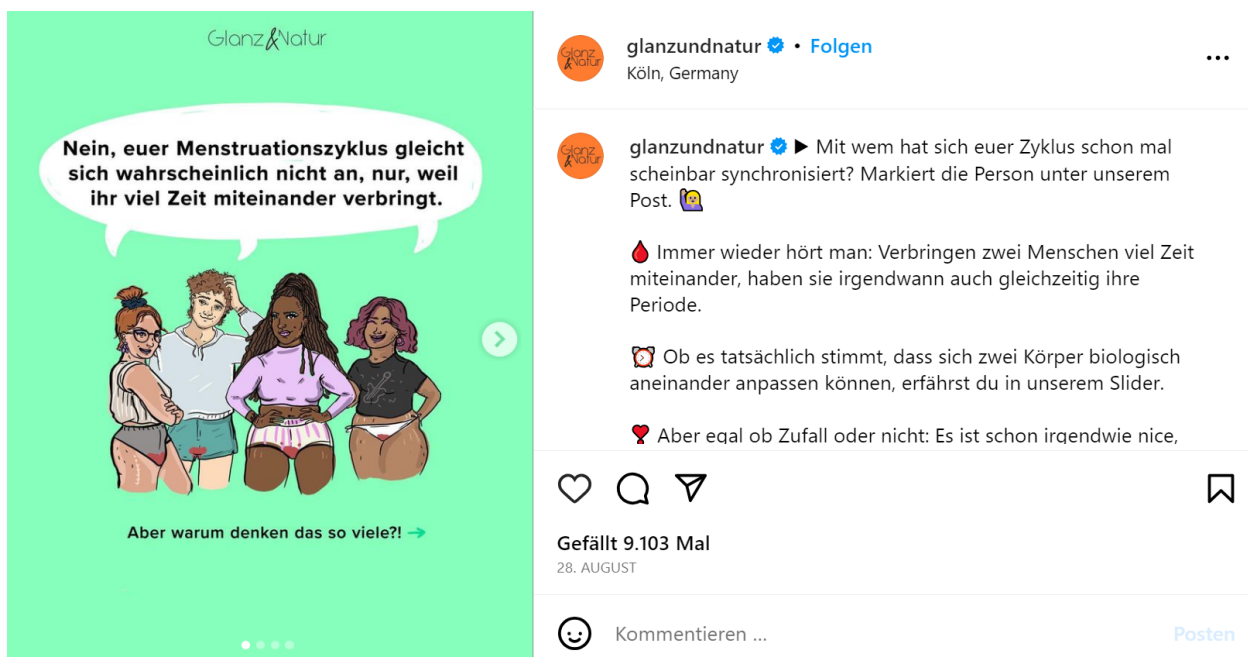 Glanz&Natur
Nein, euer Menstruationszyklus gleicht
sich wahrscheinlich nicht an, nur, weil
ihr viel Zeit miteinander verbringt.
Aber warum denken das so viele?! →
Glanz
&Natur
glanzundnatur • Folgen
Köln, Germany
Glanz
&Natur
glanzundnatur ▶ Mit wem hat sich euer Zyklus schon mal
scheinbar synchronisiert? Markiert die Person unter unserem
Post. 🙋
🩸 Immer wieder hört man: Verbringen zwei Menschen viel Zeit
miteinander, haben sie irgendwann auch gleichzeitig ihre
Periode.
⏰ Ob es tatsächlich stimmt, dass sich zwei Körper biologisch
aneinander anpassen können, erfährst du in unserem Slider.
❣ Aber egal ob Zufall oder nicht: Es ist schon irgendwie nice,
Gefällt 9.103 Mal
28. AUGUST
Kommentieren ...
Posten